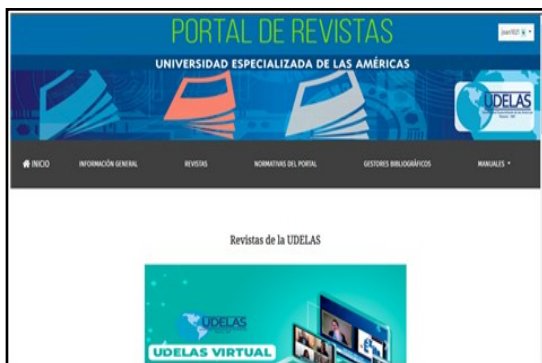 PORTAL DE REVISTAS
UNIVERSIDAD ESPECIALIZADA DE LAS AMÉRICAS
UDELAS
INICIO INFORMACIÓN GENERAL REVISTAS NORMATIVAS DEL PORTAL GESTORES BIBLIOGRÁFICOS MANUALES
Revistas de la UDELAS
UDELAS
UDELAS VIRTUAL